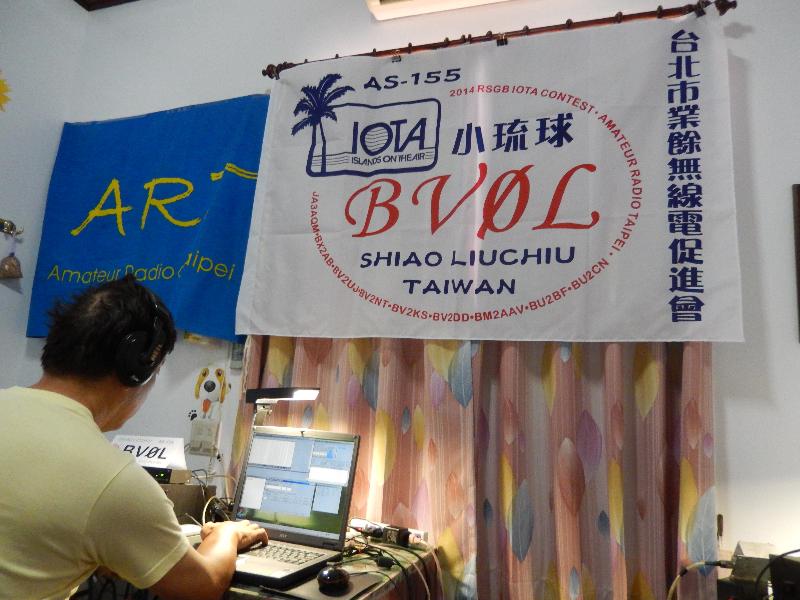 AS-155
IOTA
ISLANDS ON THE AIR
小琉球
BVØL
SHIAO LIUCHIU
TAIWAN
2014 RSGB IOTA CONTEST · AMATEUR RADIO TAIPEI ·
JA3AQM·BX2AB·BV2UJ·BV2NT·BV2KS·BV2DD·BM2AAV·BU2BF·BU2CN·
台北市業餘無線電促進會
AR
Amateur Radio
aipei
BVØL